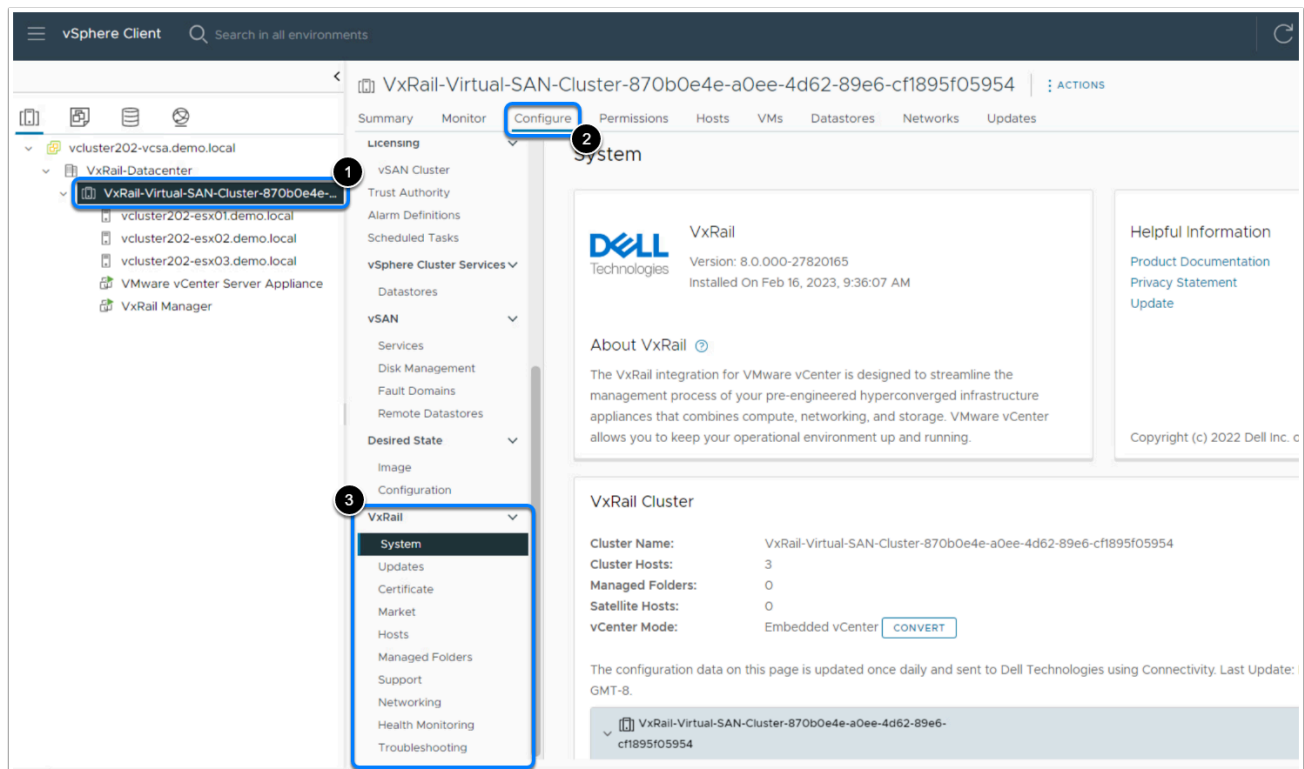 vSphere Client
Search in all environments
VxRail-Virtual-SAN-Cluster-870b0e4e-a0ee-4d62-89e6-cf1895f05954
ACTIONS
Summary Monitor Configure Permissions Hosts VMs Datastores Networks Updates
2
vcluster202-vcsa.demo.local
VxRail-Datacenter
1
VxRail-Virtual-SAN-Cluster-870b0e4e-...
vcluster202-esx01.demo.local
vcluster202-esx02.demo.local
vcluster202-esx03.demo.local
VMware vCenter Server Appliance
VxRail Manager
Licensing
vSAN Cluster
Trust Authority
Alarm Definitions
Scheduled Tasks
vSphere Cluster Services
Datastores
vSAN
Services
Disk Management
Fault Domains
Remote Datastores
Desired State
Image
Configuration
3
VxRail
System
Updates
Certificate
Market
Hosts
Managed Folders
Support
Networking
Health Monitoring
Troubleshooting
System
DELL
Technologies
VxRail
Version: 8.0.000-27820165
Installed On Feb 16, 2023, 9:36:07 AM
About VxRail
The VxRail integration for VMware vCenter is designed to streamline the
management process of your pre-engineered hyperconverged infrastructure
appliances that combines compute, networking, and storage. VMware vCenter
allows you to keep your operational environment up and running.
Helpful Information
Product Documentation
Privacy Statement
Update
Copyright (c) 2022 Dell Inc.
VxRail Cluster
Cluster Name: VxRail-Virtual-SAN-Cluster-870b0e4e-a0ee-4d62-89e6-cf1895f05954
Cluster Hosts: 3
Managed Folders: 0
Satellite Hosts: 0
vCenter Mode: Embedded vCenter CONVERT
The configuration data on this page is updated once daily and sent to Dell Technologies using Connectivity. Last Update:
GMT-8.
VxRail-Virtual-SAN-Cluster-870b0e4e-a0ee-4d62-89e6-
cf1895f05954